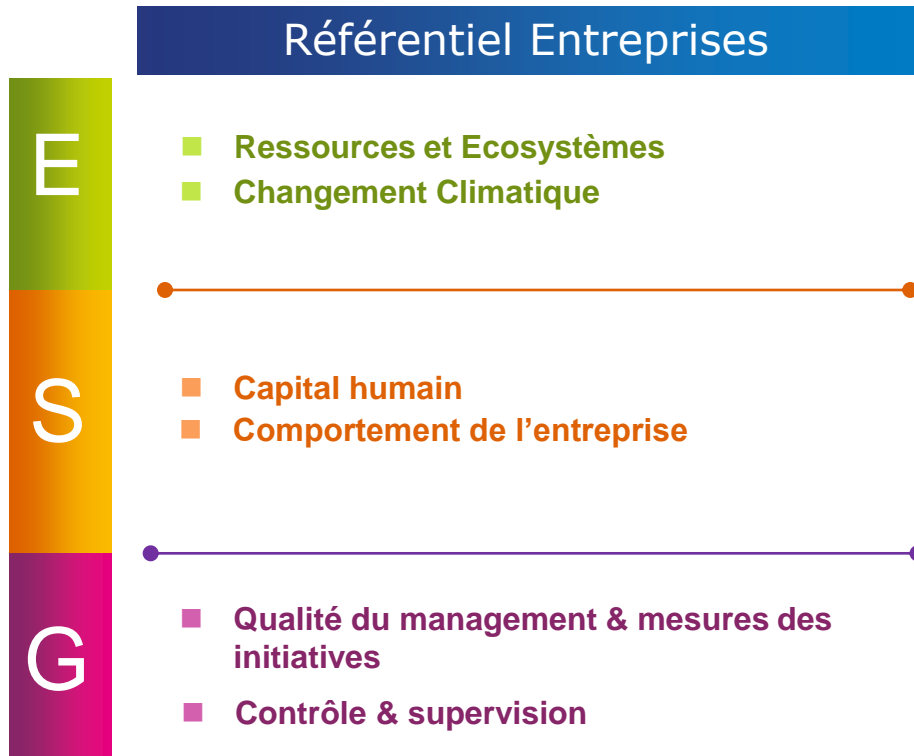 Référentiel Entreprises
E
Ressources et Ecosystèmes
Changement Climatique
S
Capital humain
Comportement de l’entreprise
G
Qualité du management & mesures des
initiatives
Contrôle & supervision